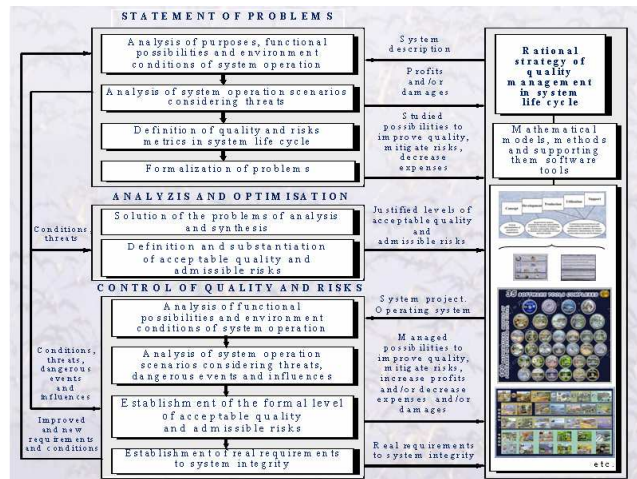 STATEMENT OF PROBLEMS
Analysis of purposes, functional
possibilities and environment
conditions of system operation
Analysis of system operation scenarios
considering threats
Definition of quality and risks
metrics in system life cycle
Formalization of problems
ANALYZIS AND OPTIMISATION
Solution of the problems of analysis
and synthesis
Definition and substantiation
of acceptable quality and
admissible risks
CONTROL OF QUALITY AND RISKS
Analysis of functional
possibilities and environment
conditions of system operation
Analysis of system operation
scenarios considering threats,
dangerous events and influences
Establishment of the formal level
of acceptable quality
and admissible risks
Establishment of real requirements
to system integrity
Conditions,
threats
Conditions,
threats,
dangerous
events
and
influences
Improved
and new
requirements
and conditions
System
description
Profits
and/or
damages
Studied
possibilities to
improve quality,
mitigate risks,
decrease
expenses
Justified levels of
acceptable quality
and
admissible risks
System project.
Operating system
Managed
possibilities to
improve quality,
mitigate risks,
increase profits
and/or decrease
expenses and/or
damages
Real requirements
to system integrity
Rational
strategy of
quality
management
in system
life cycle
Mathematical
models, methods
and supporting
them software
tools
Concept
Development
Production
Utilization
Support
35 SOFTWARE TOOLS COMPLEXES
etc.